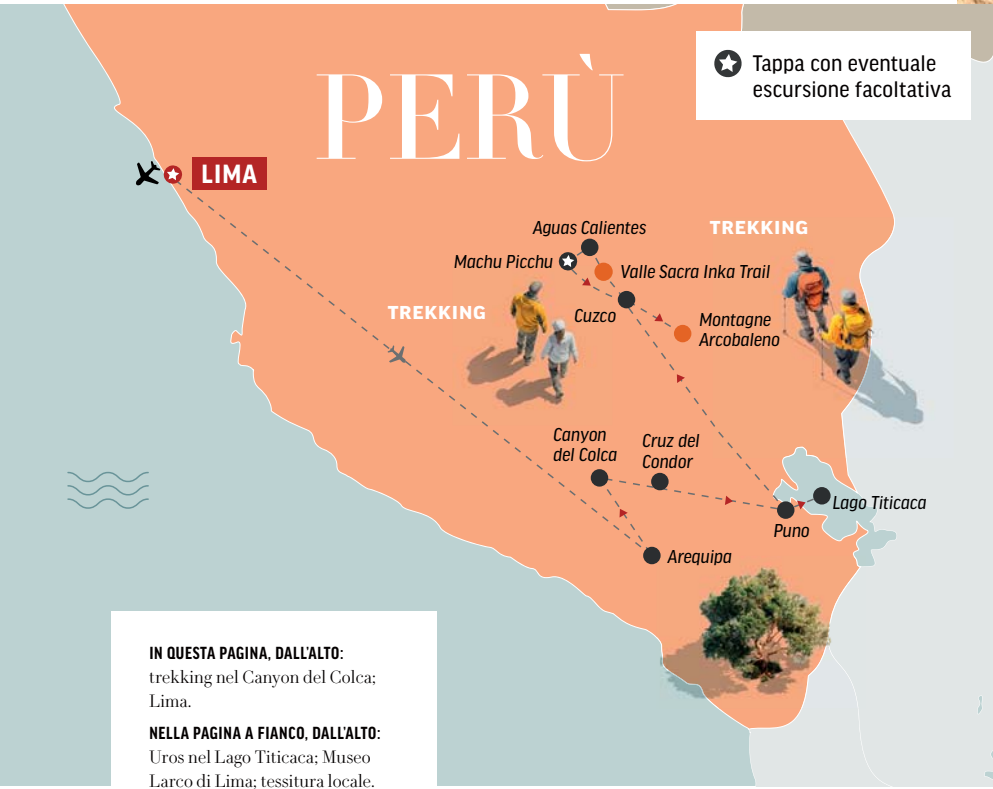 PERÙ
Tappa con eventuale
escursione facoltativa
LIMA
Aguas Calientes
TREKKING
Machu Picchu
Valle Sacra Inka Trail
TREKKING
Cuzco
Montagne
Arcobaleno
Canyon
del Colca
Cruz del
Condor
Lago Titicaca
Puno
Arequipa
IN QUESTA PAGINA, DALL'ALTO:
trekking nel Canyon del Colca;
Lima.
NELLA PAGINA A FIANCO, DALL'ALTO:
Uros nel Lago Titicaca; Museo
Larco di Lima; tessitura locale.